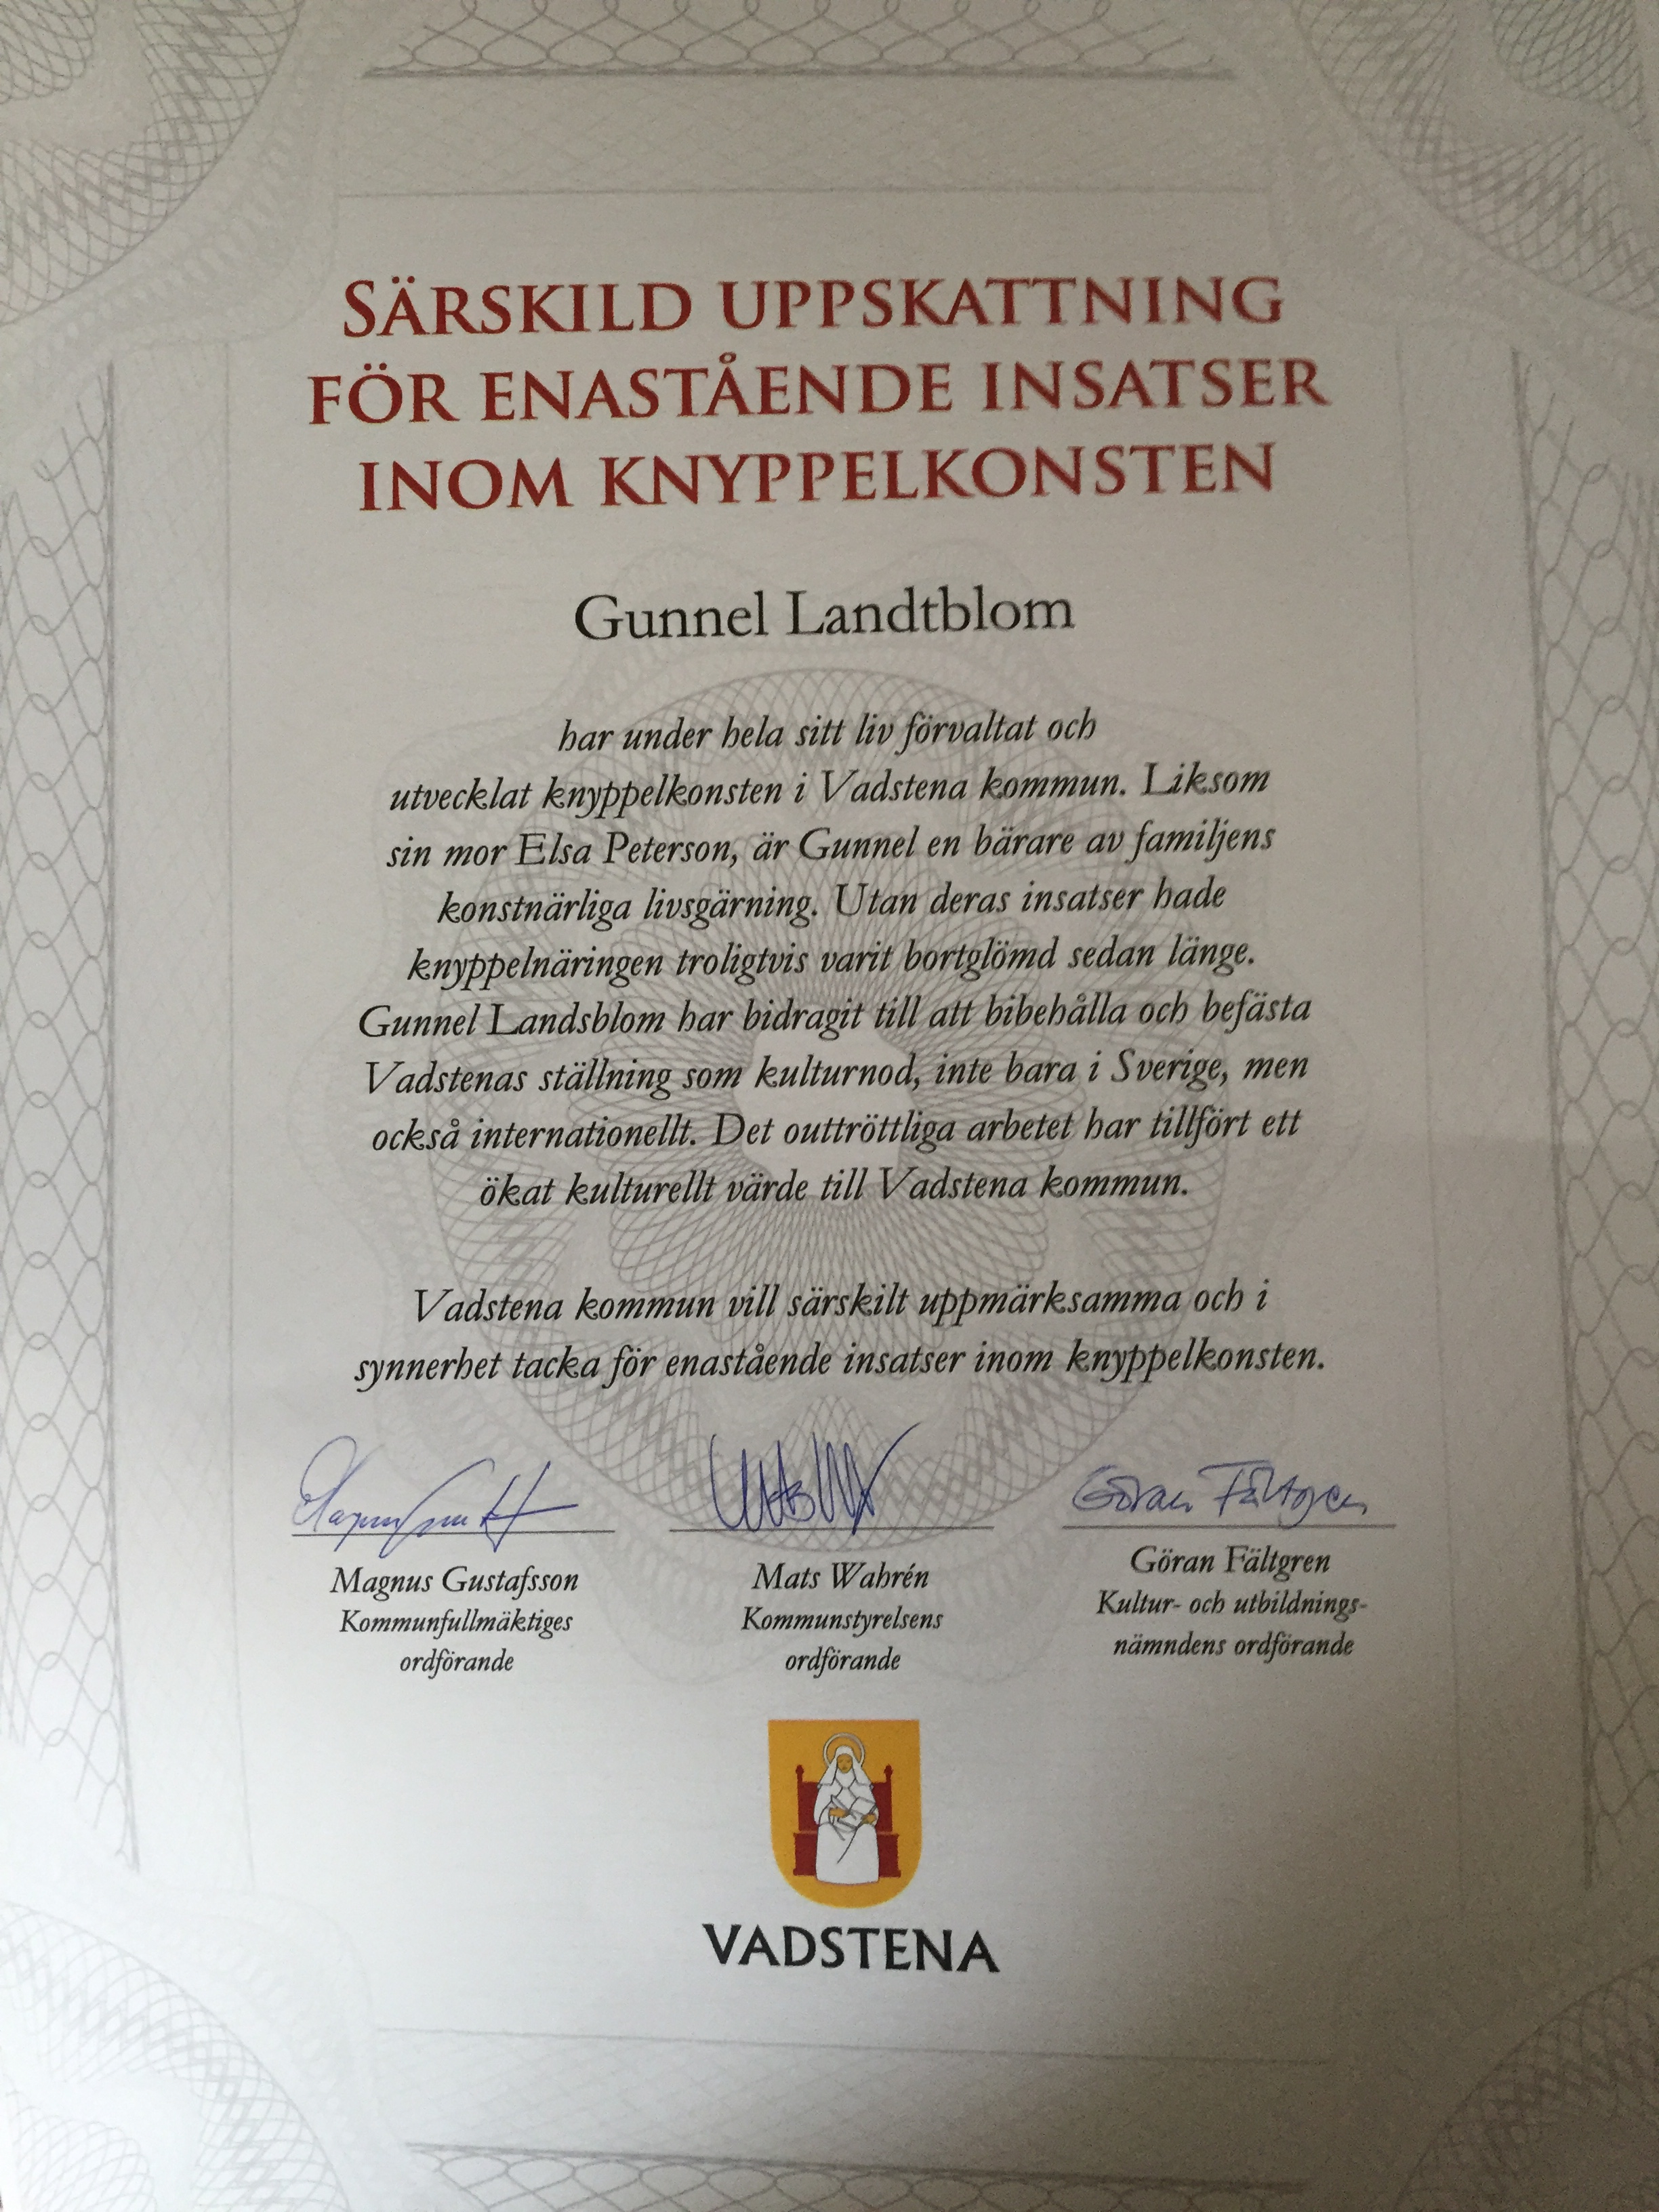 SÄRSKILD UPPSKATTNING
FÖR ENASTÅENDE INSATSER
INOM KNYPPELKONSTEN
Gunnel Landtblom
har under hela sitt liv förvaltat och
utvecklat knyppelkonsten i Vadstena kommun. Liksom
sin mor Elsa Peterson, är Gunnel en bärare av familjens
konstnärliga livsgärning. Utan deras insatser hade
knyppelnäringen troligtvis varit bortglömd sedan länge.
Gunnel Landsblom har bidragit till att bibehålla och befästa
Vadstenas ställning som kulturnod, inte bara i Sverige, men
också internationellt. Det outtröttliga arbetet har tillfört ett
ökat kulturellt värde till Vadstena kommun.
Vadstena kommun vill särskilt uppmärksamma och i
synnerhet tacka för enastående insatser inom knyppelkonsten.
Göran Fältgren
Magnus Gustafsson
Kommunfullmäktiges
ordförande
Mats Wahrén
Kommunstyrelsens
ordförande
Göran Fältgren
Kultur- och utbildnings-
nämndens ordförande
VADSTENA